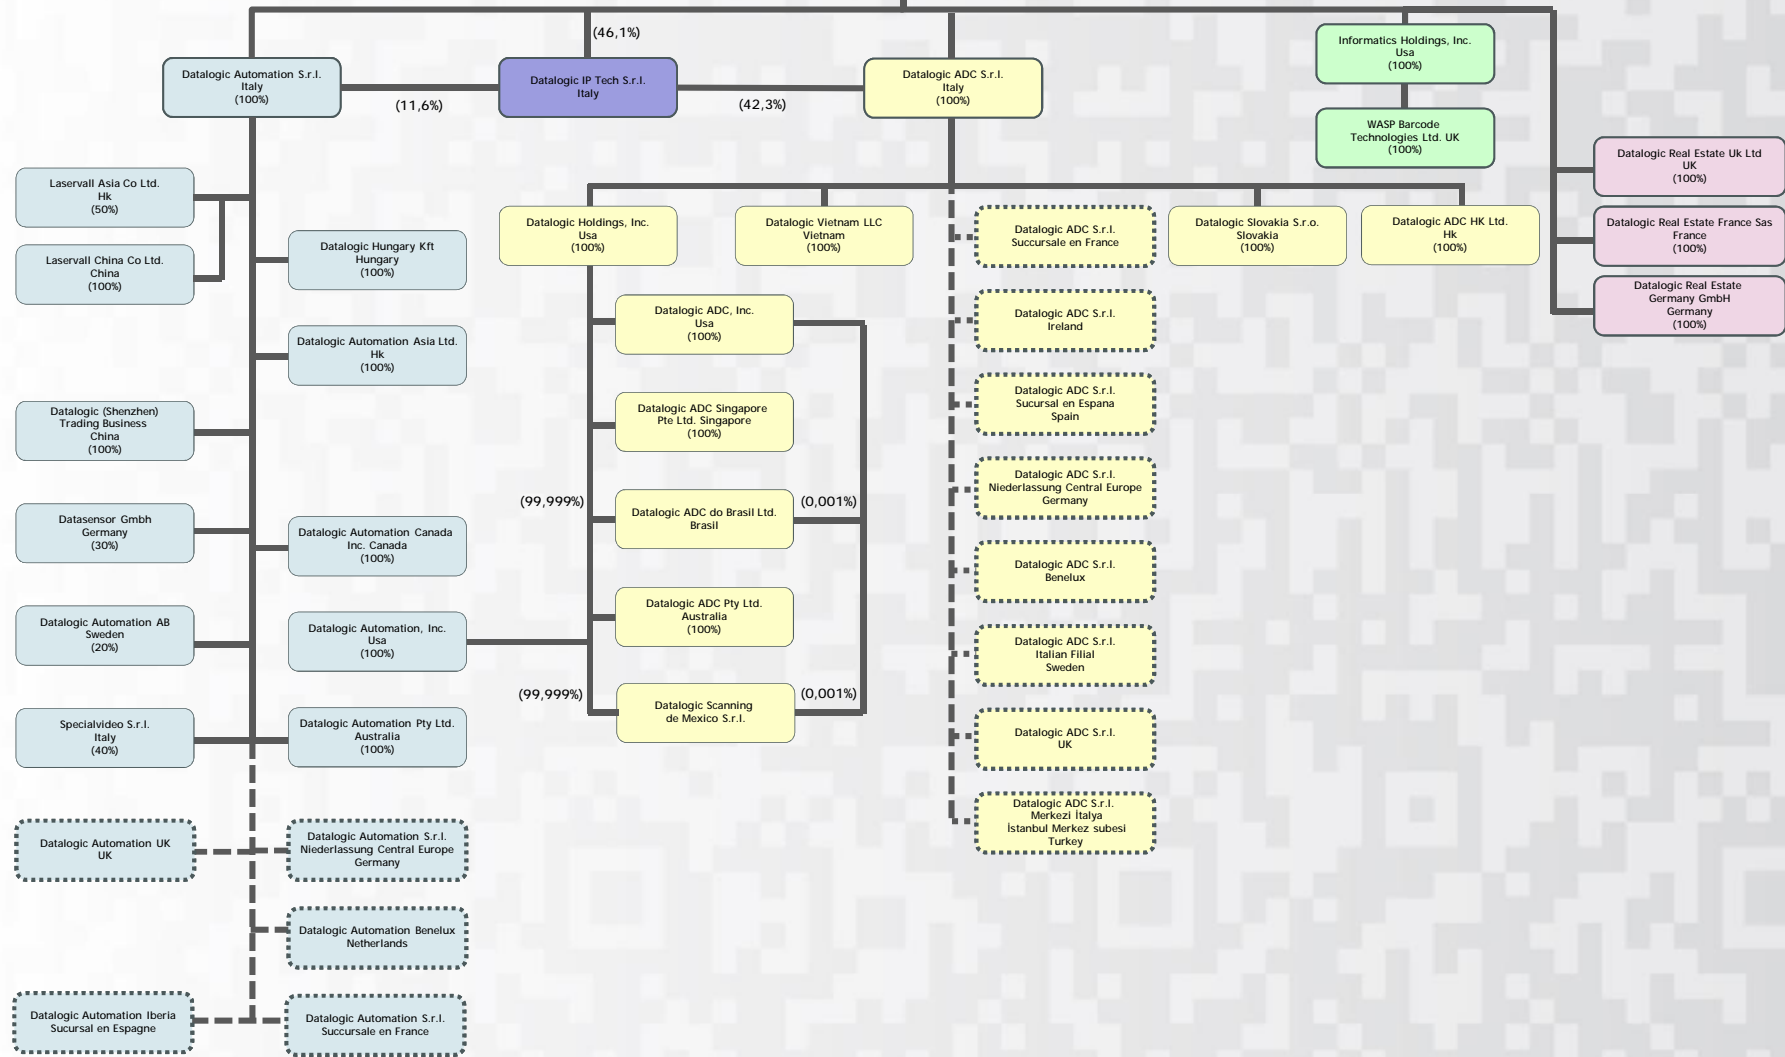 (46,1%)
Datalogic Automation S.r.l.
Italy
(100%)
(11,6%)
Datalogic IP Tech S.r.l.
Italy
(42,3%)
Datalogic ADC S.r.l.
Italy
(100%)
Informatics Holdings, Inc.
Usa
(100%)
WASP Barcode
Technologies Ltd. UK
(100%)
Datalogic Real Estate Uk Ltd
UK
(100%)
Datalogic Real Estate France Sas
France
(100%)
Datalogic Real Estate
Germany GmbH
Germany
(100%)
Laservall Asia Co Ltd.
Hk
(50%)
Laservall China Co Ltd.
China
(100%)
Datalogic Hungary Kft
Hungary
(100%)
Datalogic Automation Asia Ltd.
Hk
(100%)
Datalogic (Shenzhen)
Trading Business
China
(100%)
Datasensor Gmbh
Germany
(30%)
Datalogic Automation Canada
Inc. Canada
(100%)
Datalogic Automation AB
Sweden
(20%)
Datalogic Automation, Inc.
Usa
(100%)
Specialvideo S.r.l.
Italy
(40%)
Datalogic Automation Pty Ltd.
Australia
(100%)
Datalogic Automation UK
UK
Datalogic Automation S.r.l.
Niederlassung Central Europe
Germany
Datalogic Automation Benelux
Netherlands
Datalogic Automation Iberia
Sucursal en Espagne
Datalogic Automation S.r.l.
Succursale en France
Datalogic Holdings, Inc.
Usa
(100%)
Datalogic Vietnam LLC
Vietnam
(100%)
Datalogic ADC S.r.l.
Succursale en France
Datalogic Slovakia S.r.o.
Slovakia
(100%)
Datalogic ADC HK Ltd.
Hk
(100%)
Datalogic ADC, Inc.
Usa
(100%)
Datalogic ADC Singapore
Pte Ltd. Singapore
(100%)
(99,999%)
Datalogic ADC do Brasil Ltd.
Brasil
(0,001%)
Datalogic ADC Pty Ltd.
Australia
(100%)
(99,999%)
Datalogic Scanning
de Mexico S.r.l.
(0,001%)
Datalogic ADC S.r.l.
Ireland
Datalogic ADC S.r.l.
Sucursal en Espana
Spain
Datalogic ADC S.r.l.
Niederlassung Central Europe
Germany
Datalogic ADC S.r.l.
Benelux
Datalogic ADC S.r.l.
Italian Filial
Sweden
Datalogic ADC S.r.l.
UK
Datalogic ADC S.r.l.
Merkezi İtalya
İstanbul Merkez subesi
Turkey